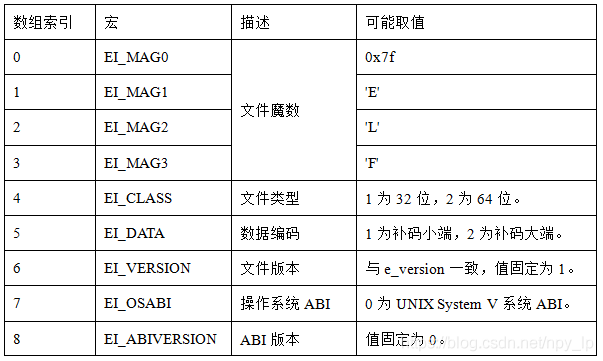 数组索引 宏 描述 可能取值
0 EI_MAG0 文件魔数 0x7f
1 EI_MAG1 'E'
2 EI_MAG2 'L'
3 EI_MAG3 'F'
4 EI_CLASS 文件类型 1 为 32 位，2 为 64 位。
5 EI_DATA 数据编码 1 为补码小端，2 为补码大端。
6 EI_VERSION 文件版本 与 e_version 一致，值固定为 1。
7 EI_OSABI 操作系统 ABI 0 为 UNIX System V 系统 ABI。
8 EI_ABIVERSION ABI 版本 值固定为 0。
blog.csdn.net/npy_lp